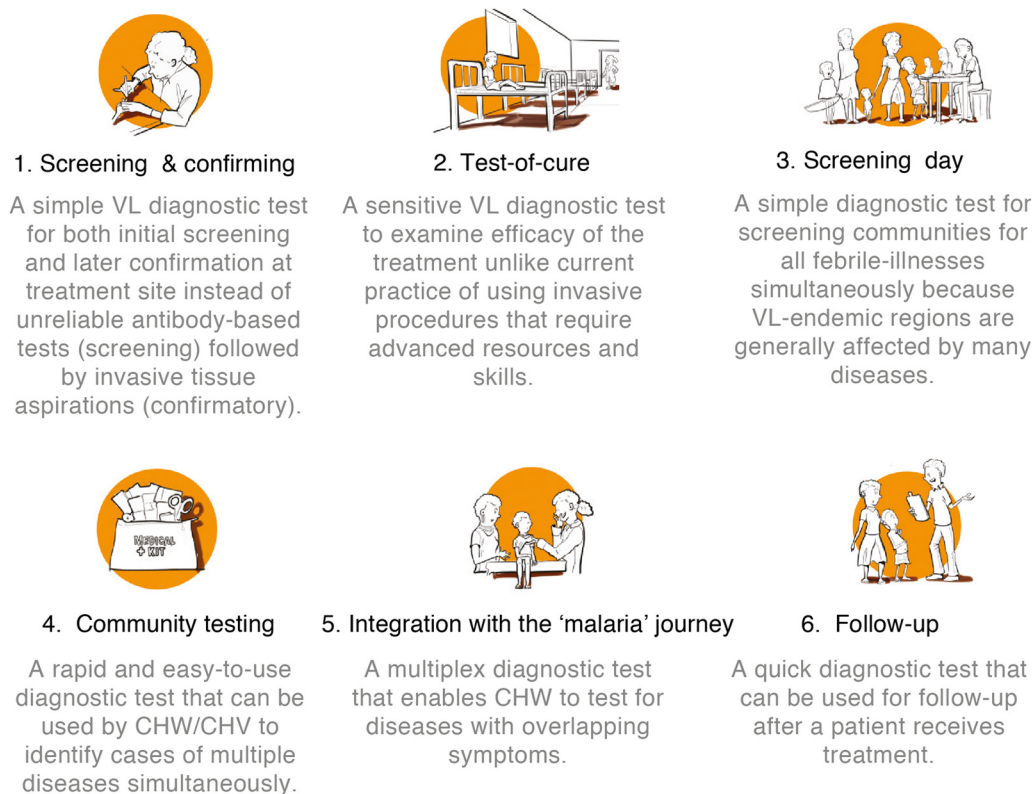 1. Screening & confirming
A simple VL diagnostic test
for both initial screening
and later confirmation at
treatment site instead of
unreliable antibody-based
tests (screening) followed
by invasive tissue
aspirations (confirmatory).
2. Test-of-cure
A sensitive VL diagnostic test
to examine efficacy of the
treatment unlike current
practice of using invasive
procedures that require
advanced resources and
skills.
3. Screening day
A simple diagnostic test for
screening communities for
all febrile-illnesses
simultaneously because
VL-endemic regions are
generally affected by many
diseases.
MEDICAL
+ KIT
4. Community testing
A rapid and easy-to-use
diagnostic test that can be
used by CHW/CHV to
identify cases of multiple
diseases simultaneously.
5. Integration with the ‘malaria’ journey
A multiplex diagnostic test
that enables CHW to test for
diseases with overlapping
symptoms.
6. Follow-up
A quick diagnostic test that
can be used for follow-up
after a patient receives
treatment.